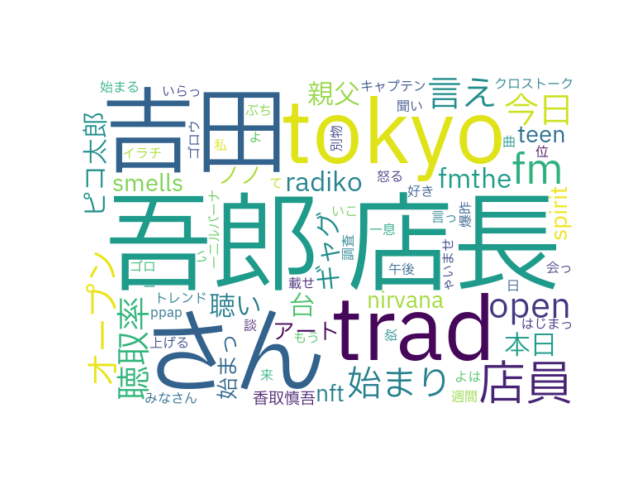 始まる
いらっ
親父
キャプテン
言え
クロストーク
吉田
tokyo
今日
ピコ太郎
イラチ
ゴロウ
ぶち
私
ょ
聞い
別物
teen
曲
位
fm
smells
ノノ
radiko
怒る
fmthe
好き
spirit
吾郎
店長
オープン
聴取率
ゴロ
ーニルバーナ
い
て
いこ
ギャグ
調査
一息
言っ
爆昨
ゃいませ
午後
会っ
日
トレンド
載せ
ppap
上げる
聴い
さん
台
nirvana
open
談
アート
trad
もう
欲
はじまっ
本日
始まっ
来
始まり
店員
みなさん
香取慎吾
nft
よは
週間